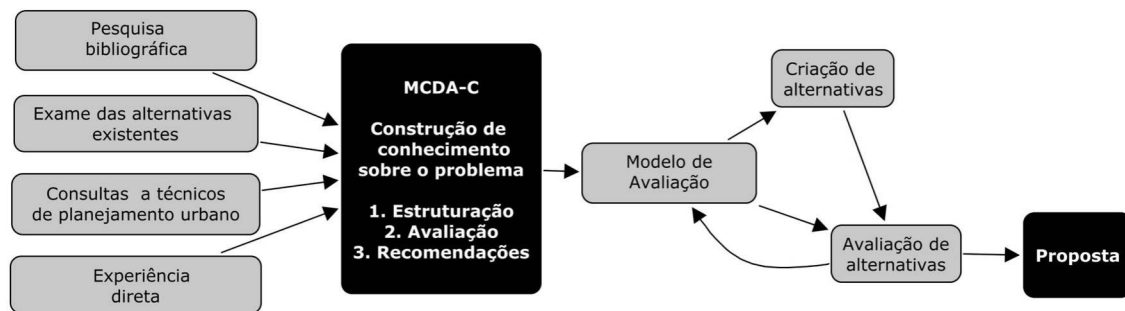 Pesquisa
bibliográfica
Exame das alternativas
existentes
Consultas a técnicos
de planejamento urbano
Experiência
direta
MCDA-C
Construção de
conhecimento
sobre o problema
1. Estruturação
2. Avaliação
3. Recomendações
Modelo de
Avaliação
Criação de
alternativas
Avaliação de
alternativas
Proposta